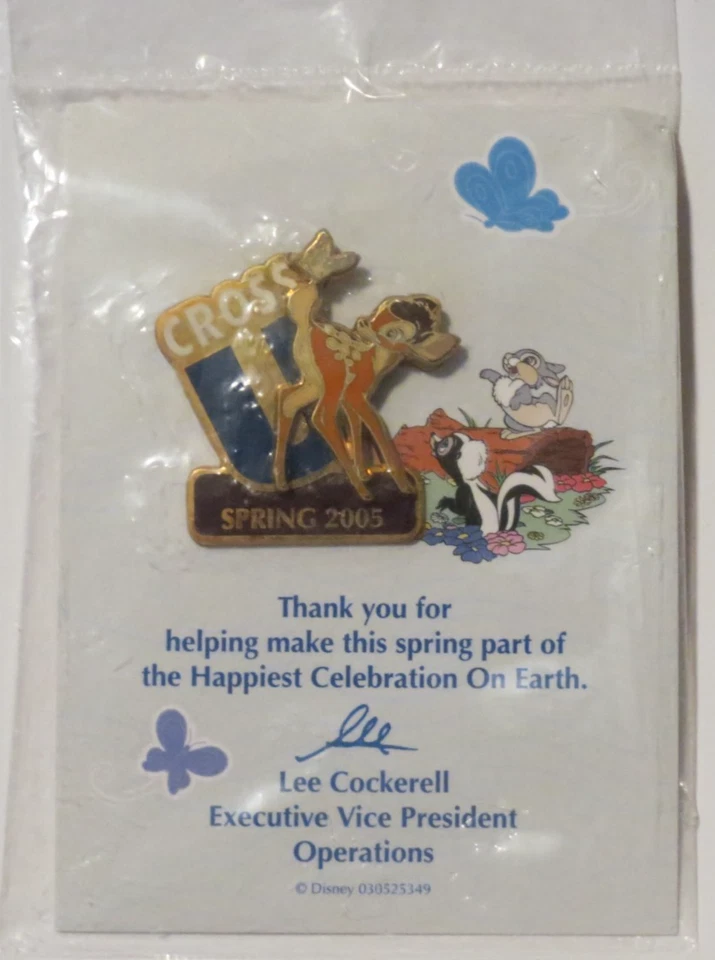 CROSS
U
SPRING 2005
Thank you for
helping make this spring part of
the Happiest Celebration On Earth.
Lee
Lee Cockerell
Executive Vice President
Operations
© Disney 030525349